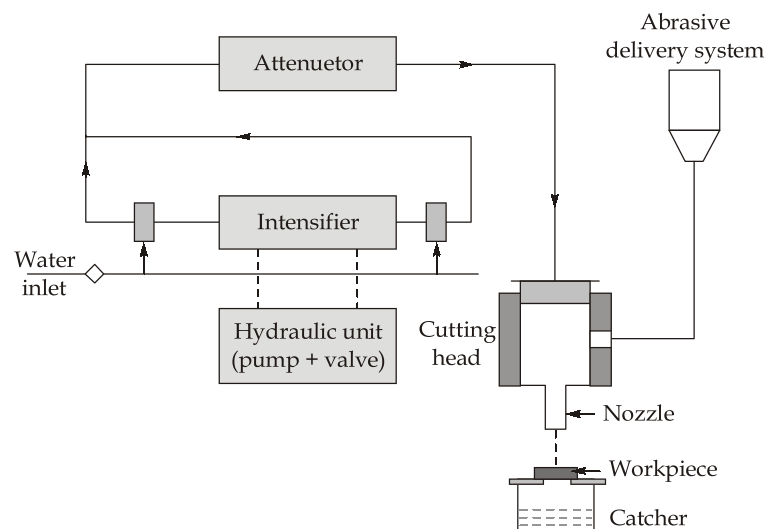 Abrasive
delivery system
Attenuetor
Intensifier
Water
inlet
Hydraulic unit
(pump + valve)
Cutting
head
Nozzle
Workpiece
Catcher